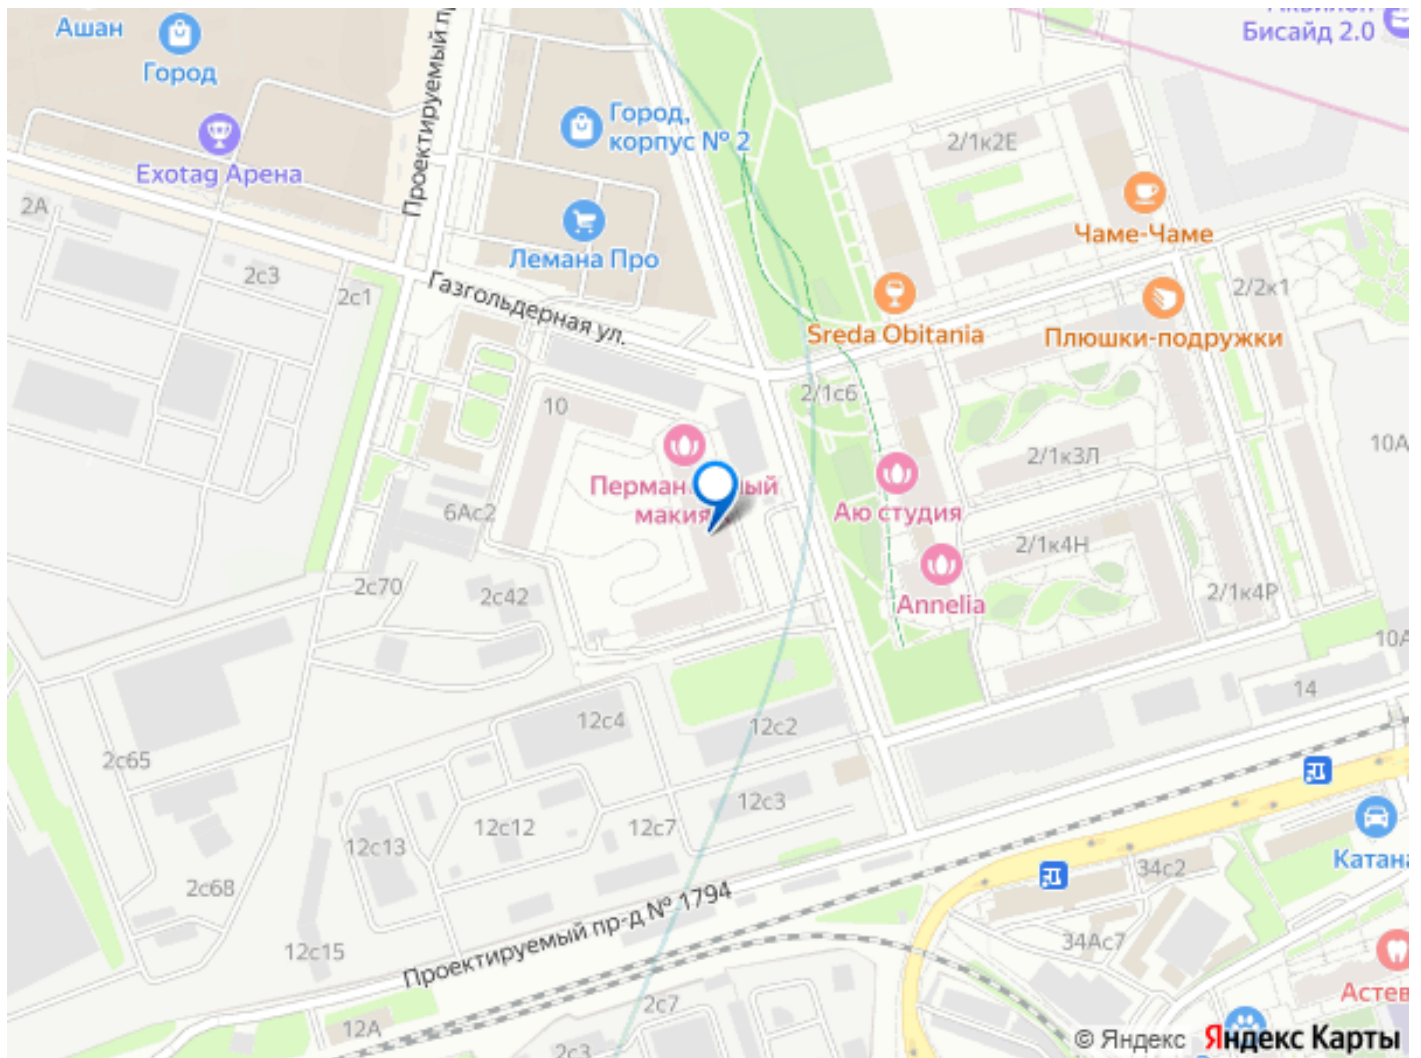 Ашан
Город
Exotag Арена
Проектируемый
Город,
корпус № 2
Лемана Про
Бисайд 2.0
2/1к2Е
Чаме-Чаме
2А
2с3
2с1
Газгольдерная ул.
Sreda Obitania
2/2к1
Плюшки-подружки
10
2/1с6
10А
2/1к3Л
Аю студия
6Ас2
2/1к4Н
2с70
2с42
Annelia
2/1к4Р
10А
14
12с4
12с2
2с65
12с3
12с12
12с7
12с13
Катана
34с2
2с68
Проектируемый пр-д № 1794
12с15
34Ас7
2с7
12А
2с3
© Яндекс Яндекс Карты